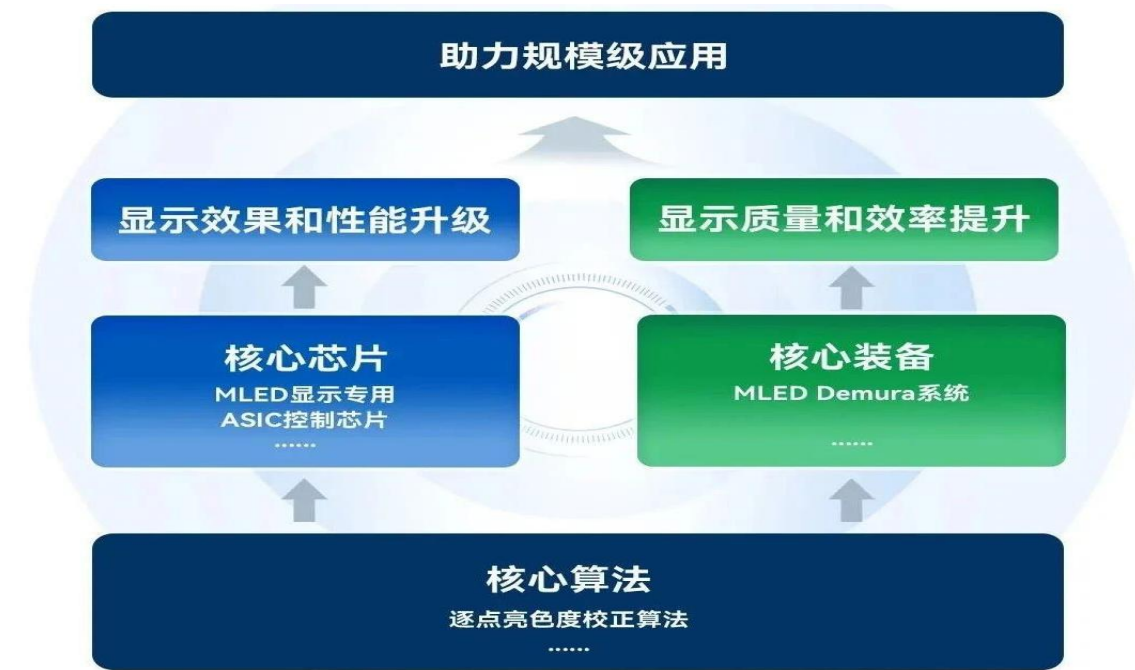 助力规模级应用
显示效果和性能升级
显示质量和效率提升
核心芯片
MLED显示专用
ASIC控制芯片
……
核心装备
MLED Demura系统
……
核心算法
逐点亮色度校正算法
……